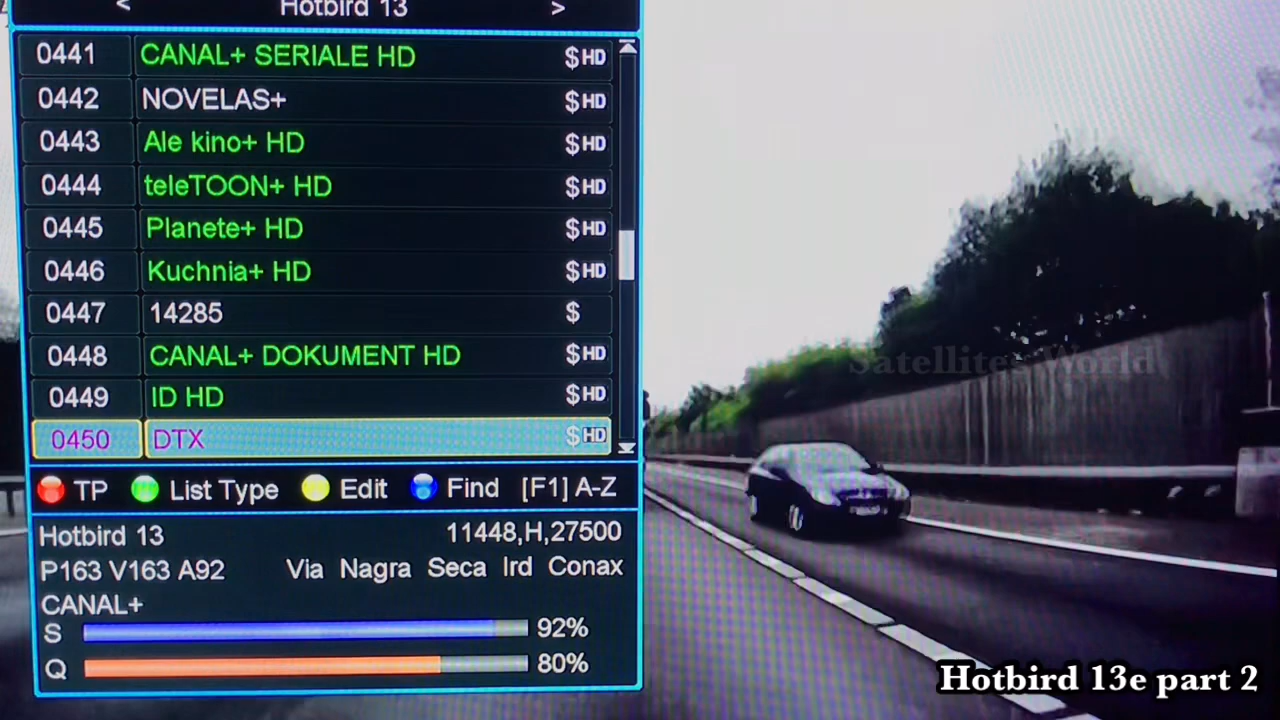 < Hotbird 13 >
0441 CANAL+ SERIALE HD $HD
0442 NOVELAS+ $HD
0443 Ale kino+ HD $HD
0444 teleTOON+ HD $HD
0445 Planete+ HD $HD
0446 Kuchnia+ HD $HD
0447 14285 $
0448 CANAL+ DOKUMENT HD $HD
0449 ID HD $HD
0450 DTX $HD
TP List Type Edit Find [F1] A-Z
Hotbird 13 11448,H,27500
P163 V163 A92 Via Nagra Seca Ird Conax
CANAL+
S 92%
Q 80%
Satellites World
Hotbird 13e part 2